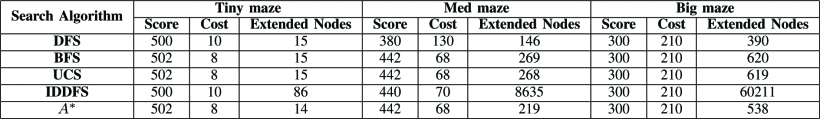 Search Algorithm Tiny maze Med maze Big maze
Score Cost Extended Nodes Score Cost Extended Nodes Score Cost Extended Nodes
DFS 500 10 15 380 130 146 300 210 390
BFS 502 8 15 442 68 269 300 210 620
UCS 502 8 15 442 68 268 300 210 619
IDDFS 500 10 86 440 70 8635 300 210 60211
A* 502 8 14 442 68 219 300 210 538